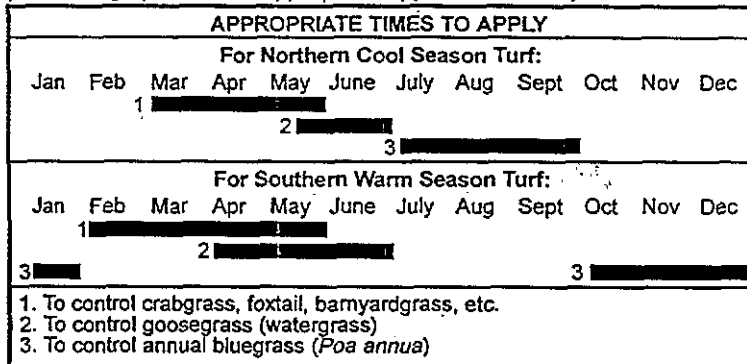 APPROPRIATE TIMES TO APPLY
For Northern Cool Season Turf:
Jan Feb Mar Apr May June July Aug Sept Oct Nov Dec
1
2
3
For Southern Warm Season Turf:
Jan Feb Mar Apr May June July Aug Sept Oct Nov Dec
1
2
3 3
1. To control crabgrass, foxtail, barnyardgrass, etc.
2. To control goosegrass (watergrass)
3. To control annual bluegrass (Poa annua)